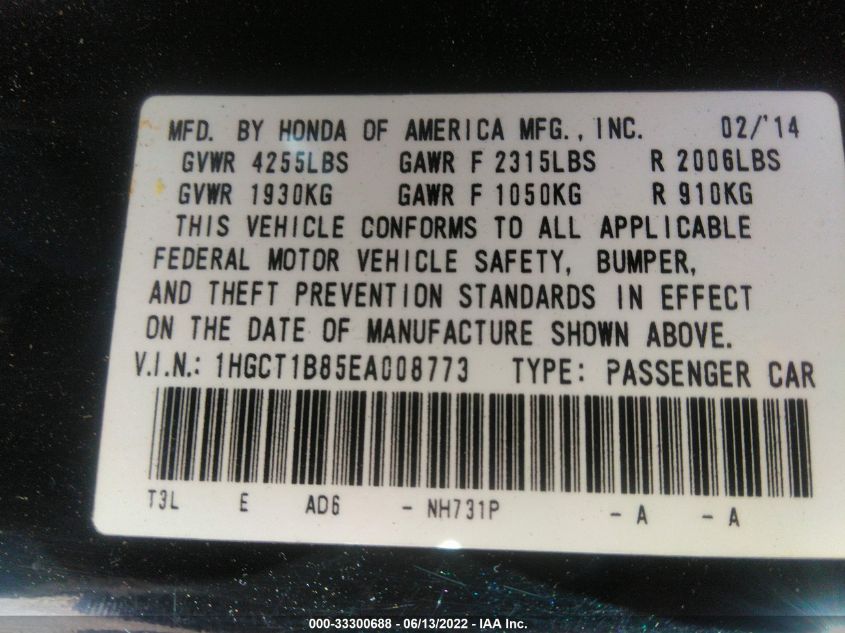 MFD. BY HONDA OF AMERICA MFG., INC. 02/'14
GVWR 4255LBS GAWR F 2315LBS R 2006LBS
GVWR 1930KG GAWR F 1050KG R 910KG
THIS VEHICLE CONFORMS TO ALL APPLICABLE
FEDERAL MOTOR VEHICLE SAFETY, BUMPER,
AND THEFT PREVENTION STANDARDS IN EFFECT
ON THE DATE OF MANUFACTURE SHOWN ABOVE.
V.I.N.: 1HGCT1B85EA008773 TYPE: PASSENGER CAR
T3L E AD6 - NH731P - A - A
000-33300688 - 06/13/2022 - IAA Inc.